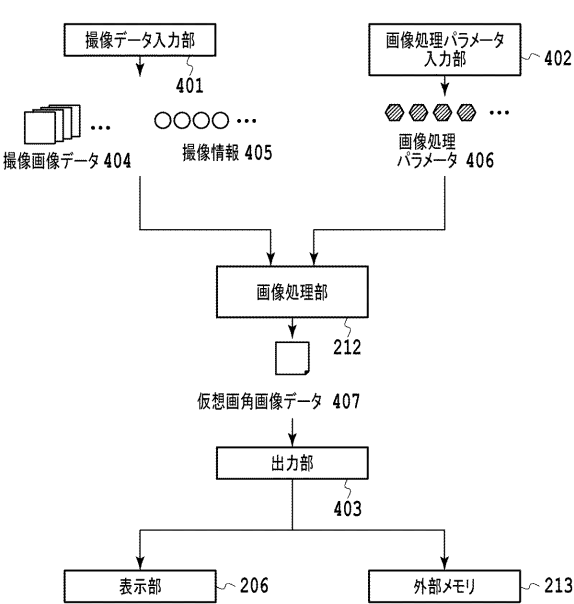 撮像データ入力部
401
画像処理パラメータ
入力部
402
撮像画像データ 404
撮像情報 405
画像処理
パラメータ 406
画像処理部
212
仮想画角画像データ 407
出力部
403
表示部
206
外部メモリ
213